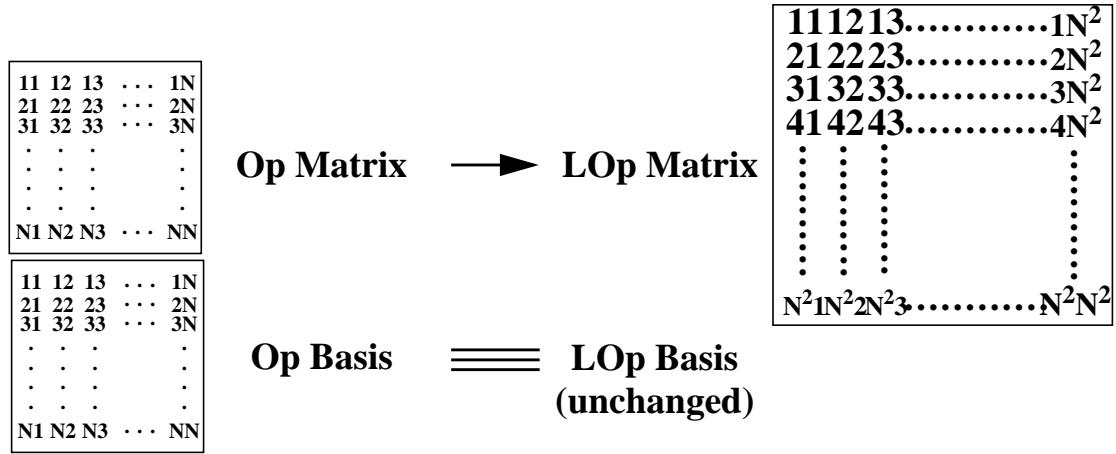 11 12 13 ··· 1N
21 22 23 ··· 2N
31 32 33 ··· 3N
. . . .
. . . .
. . . .
. . . .
N1 N2 N3 ··· NN
Op Matrix
LOp Matrix
11 12 13 ............ 1N²
21 22 23 ............ 2N²
31 32 33 ............ 3N²
41 42 43 ............ 4N²
N²1 N²2 N²3 ............ N²N²
11 12 13 ··· 1N
21 22 23 ··· 2N
31 32 33 ··· 3N
. . . .
. . . .
. . . .
. . . .
N1 N2 N3 ··· NN
Op Basis
LOp Basis
(unchanged)